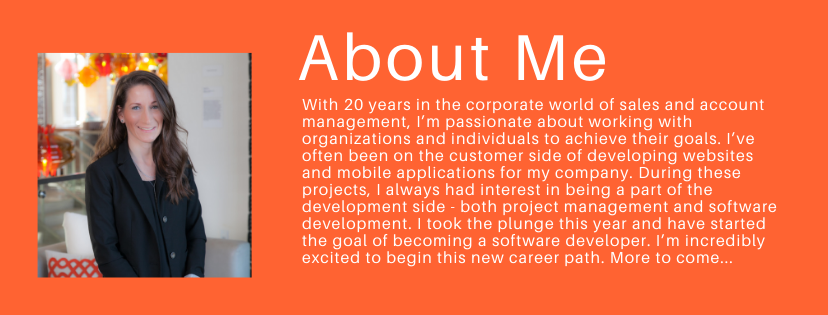 About Me
With 20 years in the corporate world of sales and account
management, I'm passionate about working with
organizations and individuals to achieve their goals. I've
often been on the customer side of developing websites
and mobile applications for my company. During these
projects, I always had interest in being a part of the
development side - both project management and software
development. I took the plunge this year and have started
the goal of becoming a software developer. I'm incredibly
excited to begin this new career path. More to come...